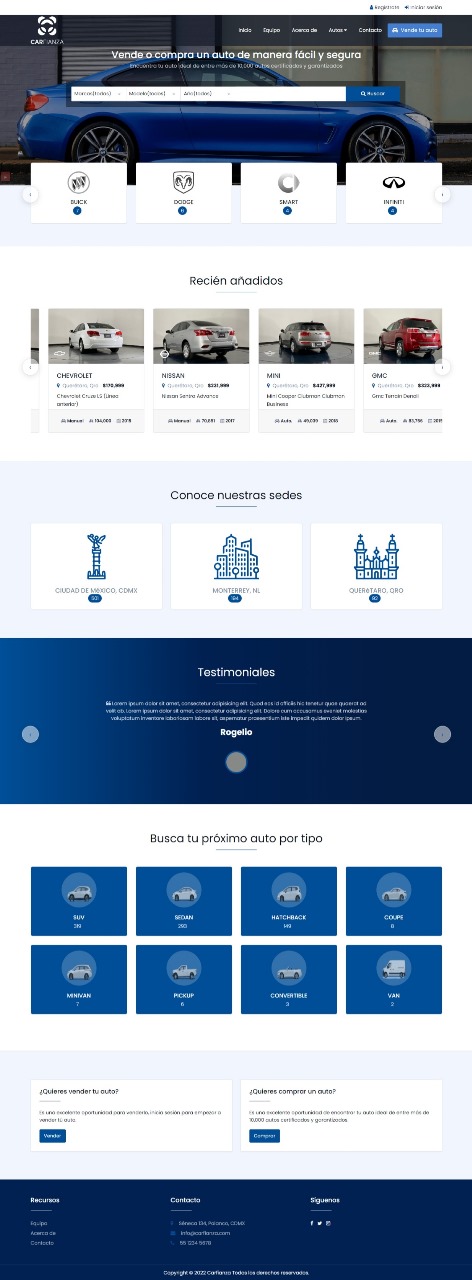 Regístrate Iniciar sesión
CARFIANZA
Inicio Equipo Acerca de Autos Contacto Vende tu auto
Vende o compra un auto de manera fácil y segura
Encuentra tu auto ideal de entre más de 10,000 autos certificados y garantizados
Marcas(todos) Modelo(todos) Año(todos) Buscar
BUICK DODGE SMART INFINITI
Recién añadidos
CHEVROLET NISSAN MINI GMC
Querétaro, Qro $170,999 Querétaro, Qro $231,999 Querétaro, Qro $427,999 Querétaro, Qro $323,999
Chevrolet Cruze LS (Línea Nissan Sentra Advance Mini Cooper Clubman Clubman Gmc Terrain Denali
anterior) Business
Manual 104,000 2015 Manual 70,851 2017 Auto. 49,039 2018 Auto. 83,756 2015
Conoce nuestras sedes
CIUDAD DE MéXICO, CDMX MONTERREY, NL QUERéTARO, QRO
501 194 92
Testimoniales
Lorem ipsum dolor sit amet, consectetur adipisicing elit. Quod eos id officiis hic tenetur quae quaerat ad
velit ab. Lorem ipsum dolor sit amet, consectetur adipisicing elit. Dolore cum accusamus eveniet molestias
voluptatum inventore laboriosam labore sit, aspernatur praesentium iste impedit quidem dolor ipsum.
Rogelio
Busca tu próximo auto por tipo
SUV SEDAN HATCHBACK COUPE
319 293 149 8
MINIVAN PICKUP CONVERTIBLE VAN
7 6 3 2
¿Quieres vender tu auto? ¿Quieres comprar un auto?
Es una excelente oportunidad para venderlo, inicia sesión para empezar a Es una excelente oportunidad de encontrar tu auto ideal de entre más de
vender tu auto. 10,000 autos certificados y garantizados.
Vender Comprar
Recursos Contacto Síguenos
Equipo Séneca 134, Polanco, CDMX
Acerca de info@carfianza.com
Contacto 55 1234 5678
Copyright © 2022 Carfianza Todos los derechos reservados.